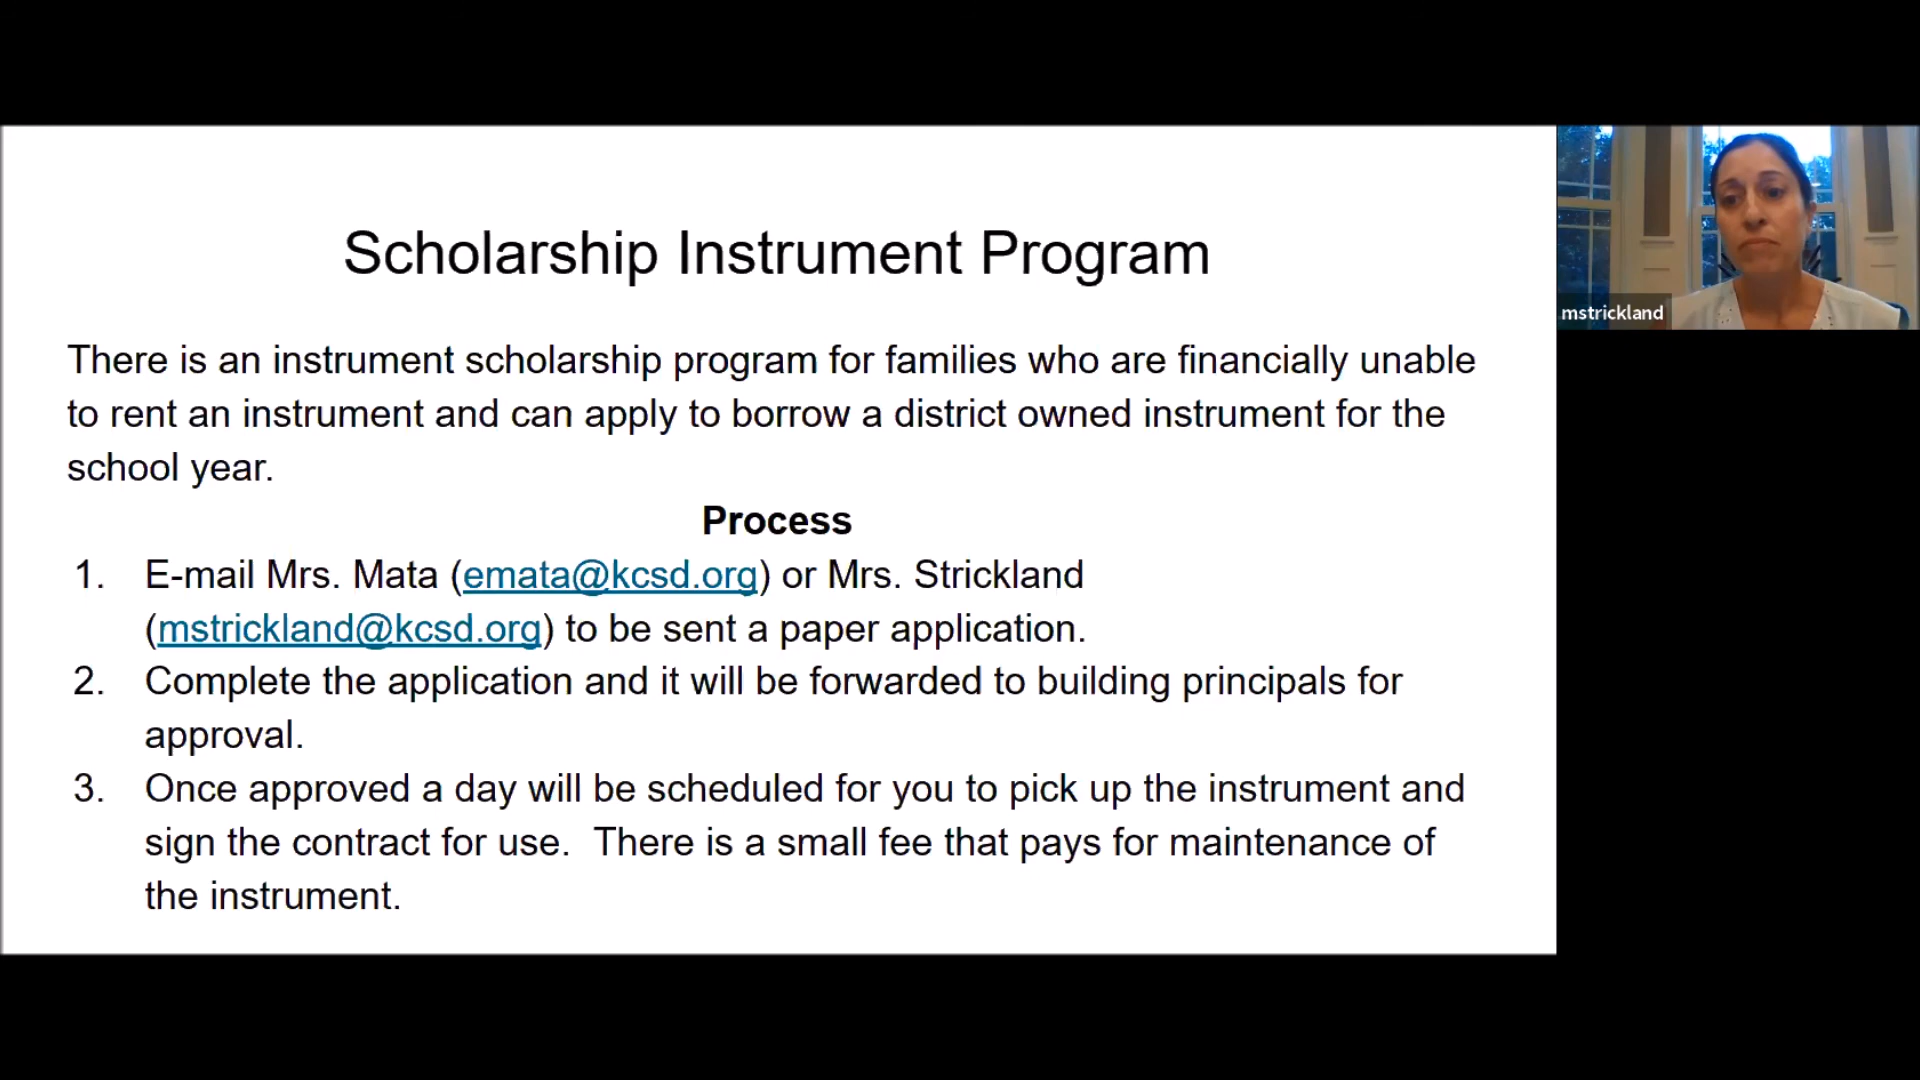 Scholarship Instrument Program
There is an instrument scholarship program for families who are financially unable
to rent an instrument and can apply to borrow a district owned instrument for the
school year.
Process
1. E-mail Mrs. Mata (emata@kcsd.org) or Mrs. Strickland
(mstrickland@kcsd.org) to be sent a paper application.
2. Complete the application and it will be forwarded to building principals for
approval.
3. Once approved a day will be scheduled for you to pick up the instrument and
sign the contract for use.  There is a small fee that pays for maintenance of
the instrument.
mstrickland